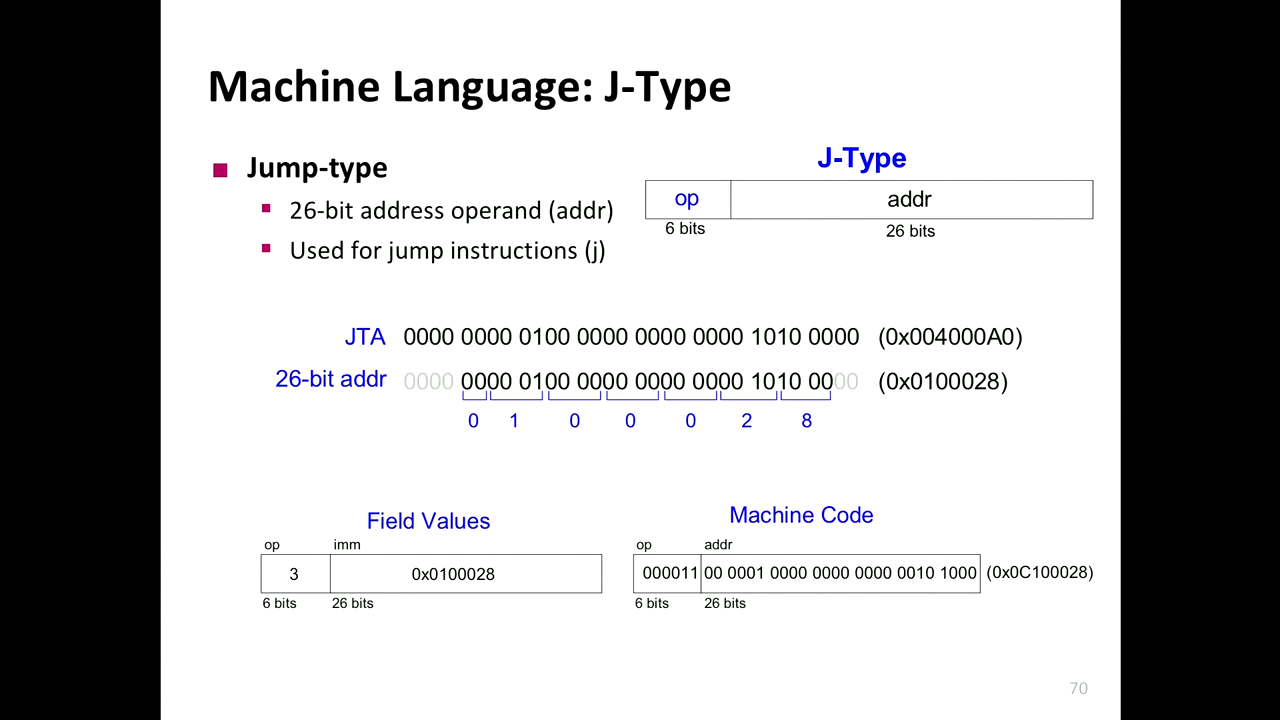 Machine Language: J-Type
Jump-type
26-bit address operand (addr)
Used for jump instructions (j)
J-Type
op addr
6 bits 26 bits
JTA 0000 0000 0100 0000 0000 0000 1010 0000 (0x004000A0)
26-bit addr 0000 0000 0100 0000 0000 0000 1010 0000 (0x0100028)
0 1 0 0 0 2 8
Field Values
op imm
3 0x0100028
6 bits 26 bits
Machine Code
op addr
000011 00 0001 0000 0000 0000 0010 1000 (0x0C100028)
6 bits 26 bits
70